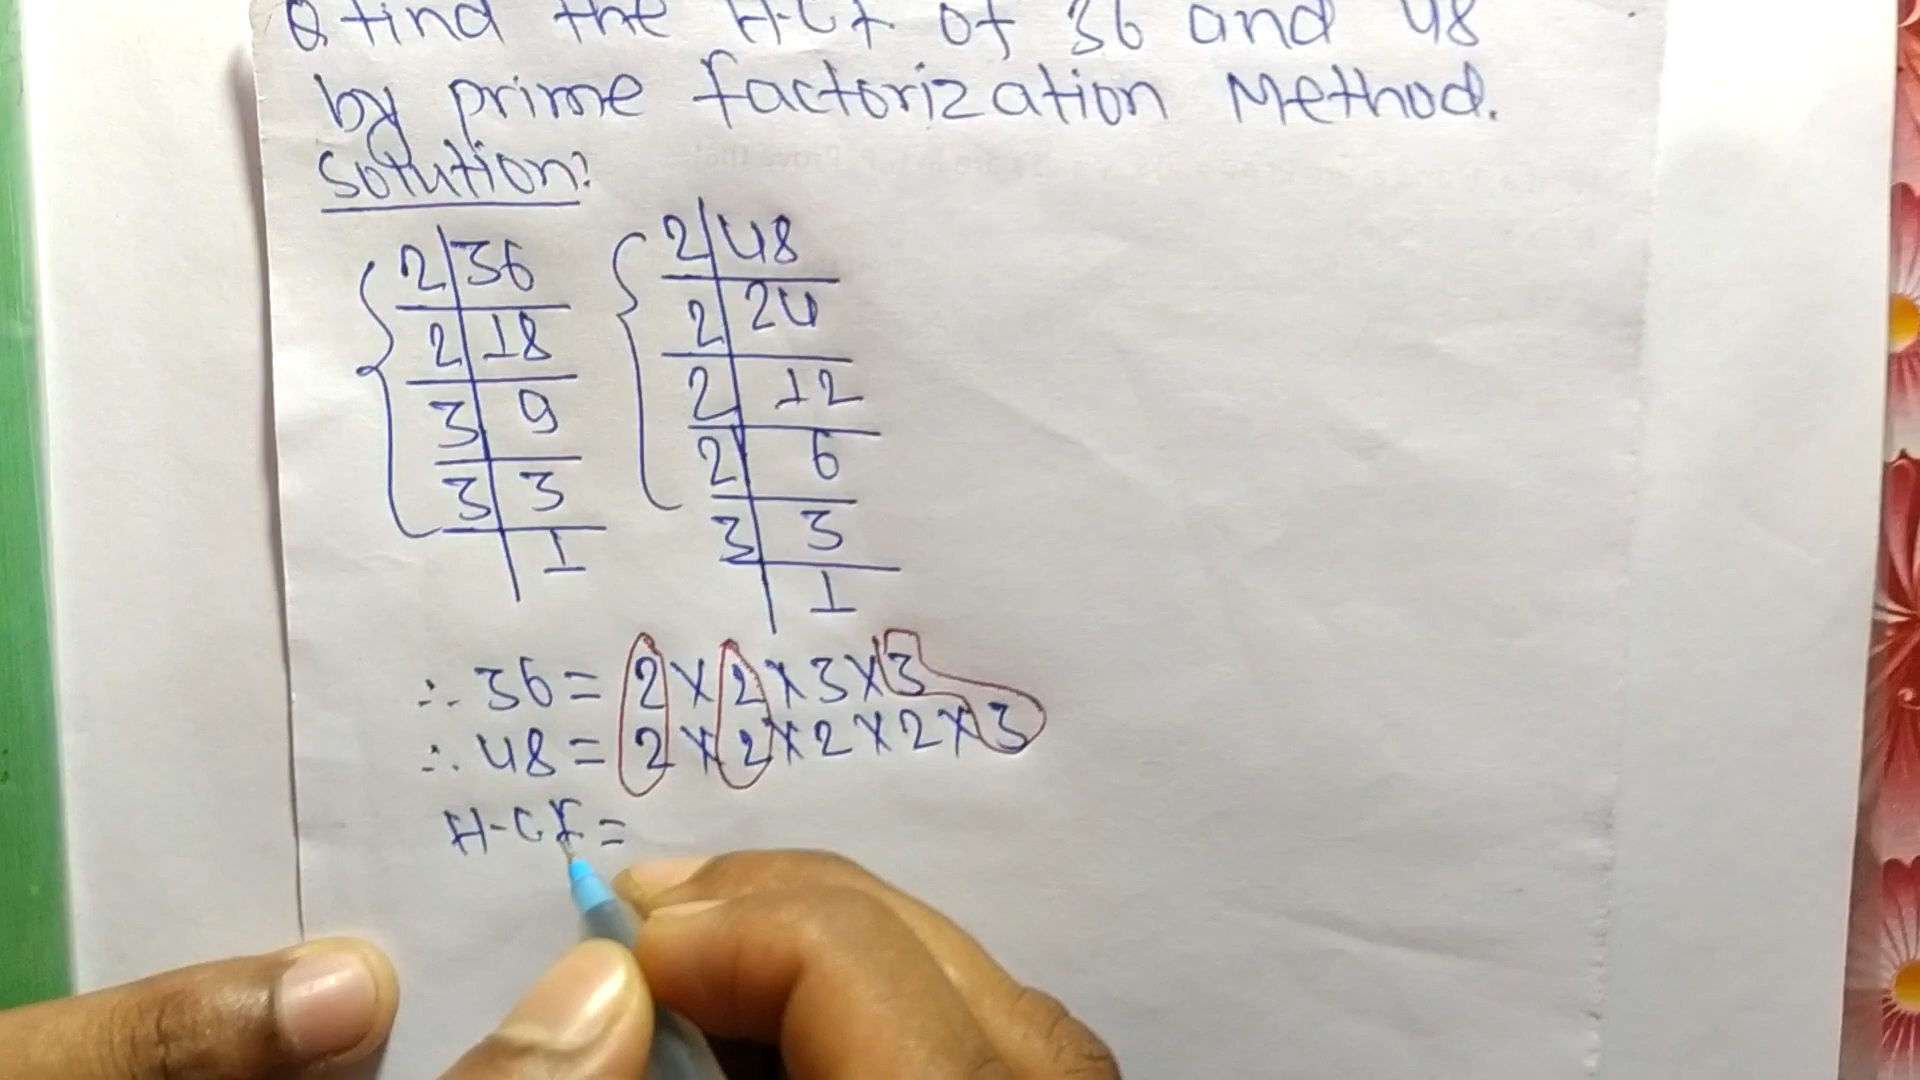 Q Find the H.C.F. of 36 and 48
by prime factorization Method.
Solution:
2 36
2 18
3 9
3 3
1
2 48
2 24
2 12
2 6
3 3
1
∴ 36 = 2 × 2 × 3 × 3
∴ 48 = 2 × 2 × 2 × 2 × 3
H-CF =